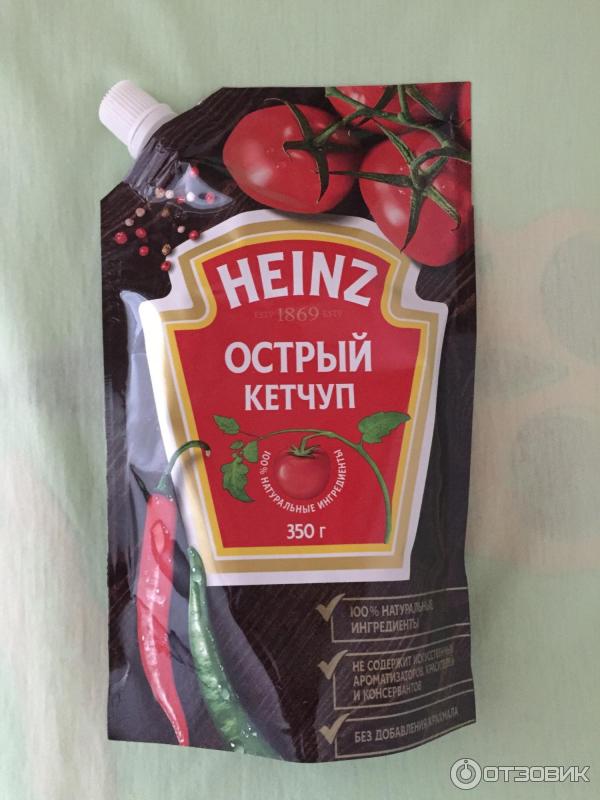 HEINZ
ESTD 1869 ESTD
ОСТРЫЙ
КЕТЧУП
100% НАТУРАЛЬНЫЕ ИНГРЕДИЕНТЫ
350 г
100% НАТУРАЛЬНЫЕ
ИНГРЕДИЕНТЫ
НЕ СОДЕРЖИТ ИСКУССТВЕННЫХ
АРОМАТИЗАТОРОВ, КРАСИТЕЛЕЙ
И КОНСЕРВАНТОВ
БЕЗ ДОБАВЛЕНИЯ КРАХМАЛА
ОТЗОВИК